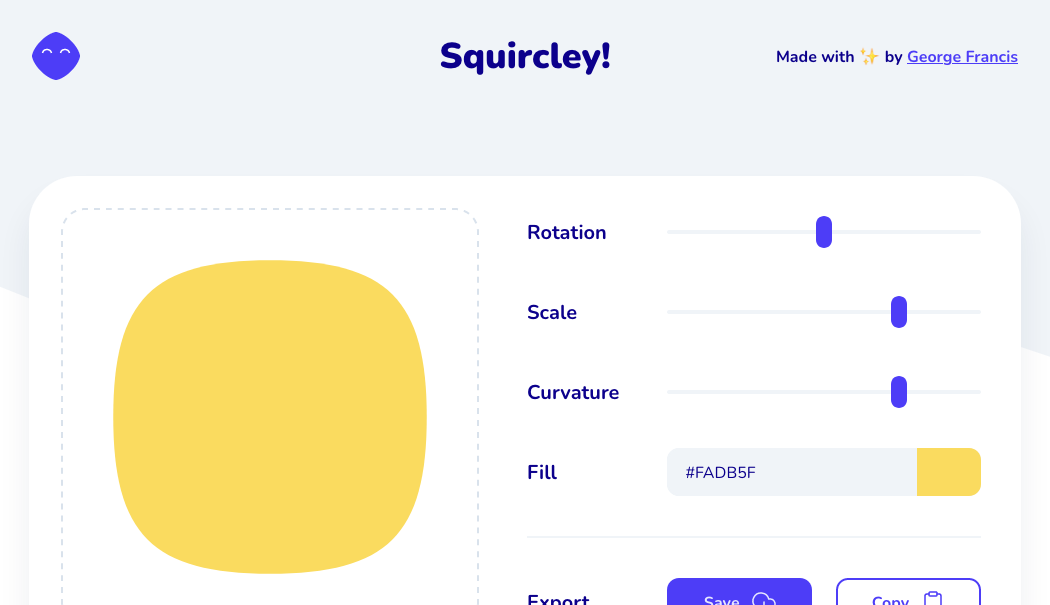 Squircley!
Made with ✨ by George Francis
Rotation
Scale
Curvature
Fill
#FADB5F
Export
Save
Copy